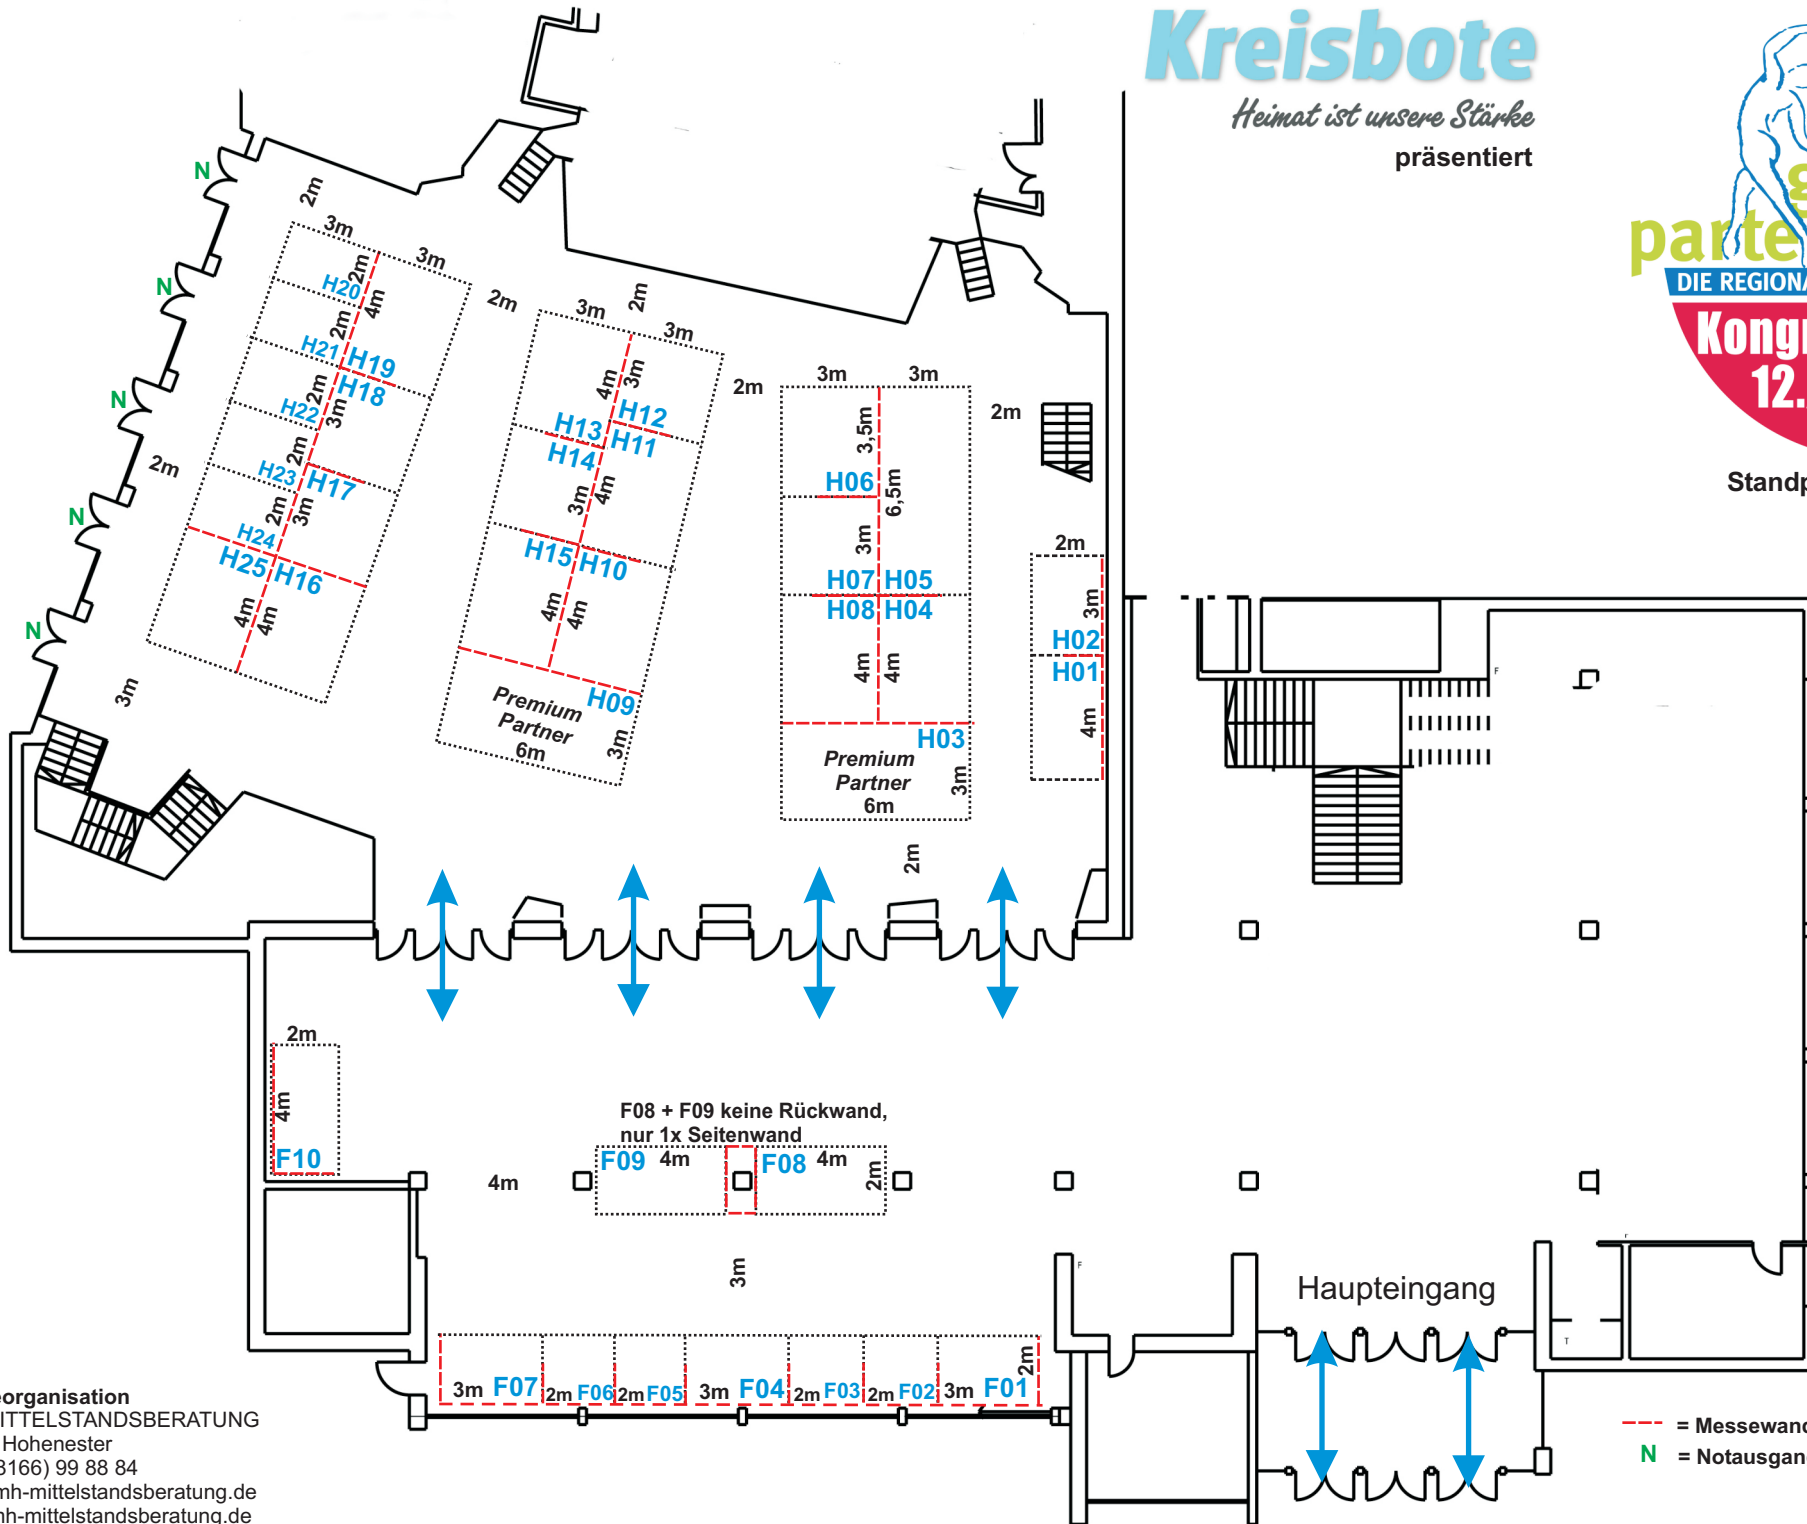 Kreisbote
Heimat ist unsere Stärke
präsentiert
parte
DIE REGIONA
Kongr
12.
Standp
N
N
N
N
N
2m
3m
3m
2m
H20
4m
2m
H21
H19
2m
H18
H22
3m
2m
H23
H17
2m
3m
H24
H25
H16
4m
4m
2m
3m
2m
3m
2m
3m
4m
3m
H12
H13
H11
H14
3m
4m
H15
H10
4m
4m
H09
Premium
Partner
6m
3m
2m
3m
3m
2m
3,5m
H06
6,5m
3m
H07
H05
H08
H04
4m
4m
H03
Premium
Partner
6m
3m
2m
2m
3m
H02
H01
4m
2m
4m
F10
F08 + F09 keine Rückwand,
nur 1x Seitenwand
F09 4m
F08 4m
2m
4m
3m
Haupteingang
3m F07
2m F06
2m F05
3m F04
2m F03
2m F02
3m F01
2m
F
F
r
T
eorganisation
ITTELSTANDSBERATUNG
Hohenester
3166) 99 88 84
mh-mittelstandsberatung.de
nh-mittelstandsberatung.de
= Messewand
N = Notausgan